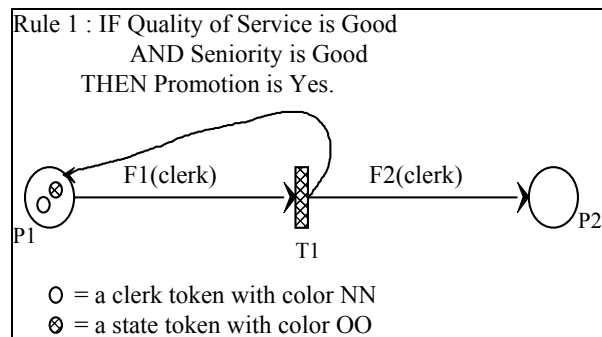 Rule 1 : IF Quality of Service is Good
AND Seniority is Good
THEN Promotion is Yes.
F1(clerk) F2(clerk)
P1 T1 P2
= a clerk token with color NN
= a state token with color OO